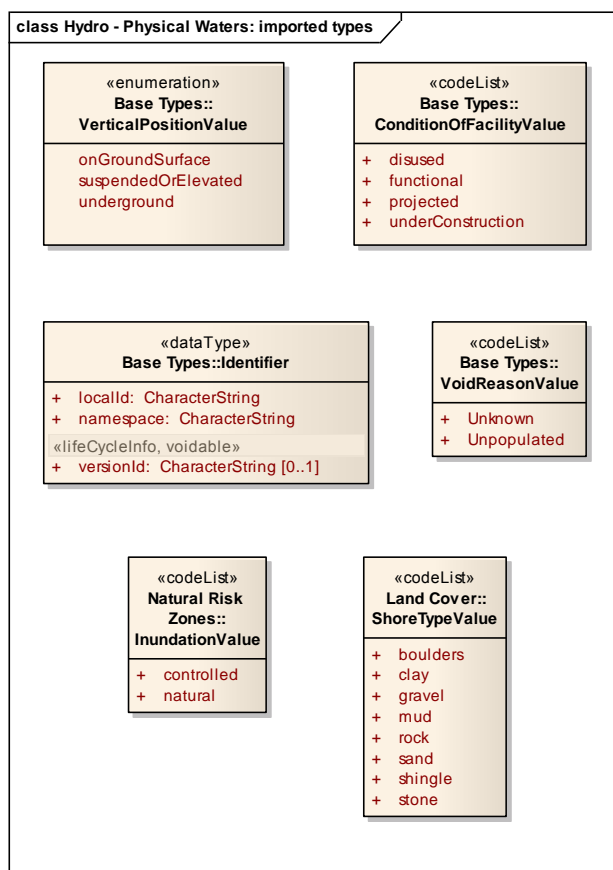 class Hydro - Physical Waters: imported types
«enumeration»
Base Types::
VerticalPositionValue
onGroundSurface
suspendedOrElevated
underground
«codeList»
Base Types::
ConditionOfFacilityValue
+ disused
+ functional
+ projected
+ underConstruction
«dataType»
Base Types::Identifier
+ localId: CharacterString
+ namespace: CharacterString
«lifeCycleInfo, voidable»
+ versionId: CharacterString [0..1]
«codeList»
Base Types::
VoidReasonValue
+ Unknown
+ Unpopulated
«codeList»
Natural Risk
Zones::
InundationValue
+ controlled
+ natural
«codeList»
Land Cover::
ShoreTypeValue
+ boulders
+ clay
+ gravel
+ mud
+ rock
+ sand
+ shingle
+ stone